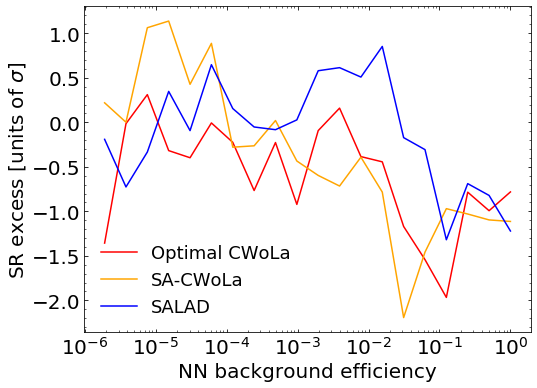 SR excess [units of σ]
1.0
0.5
0.0
−0.5
−1.0
−1.5
−2.0
Optimal CWoLa
SA-CWoLa
SALAD
10⁻⁶ 10⁻⁵ 10⁻⁴ 10⁻³ 10⁻² 10⁻¹ 10⁰
NN background efficiency